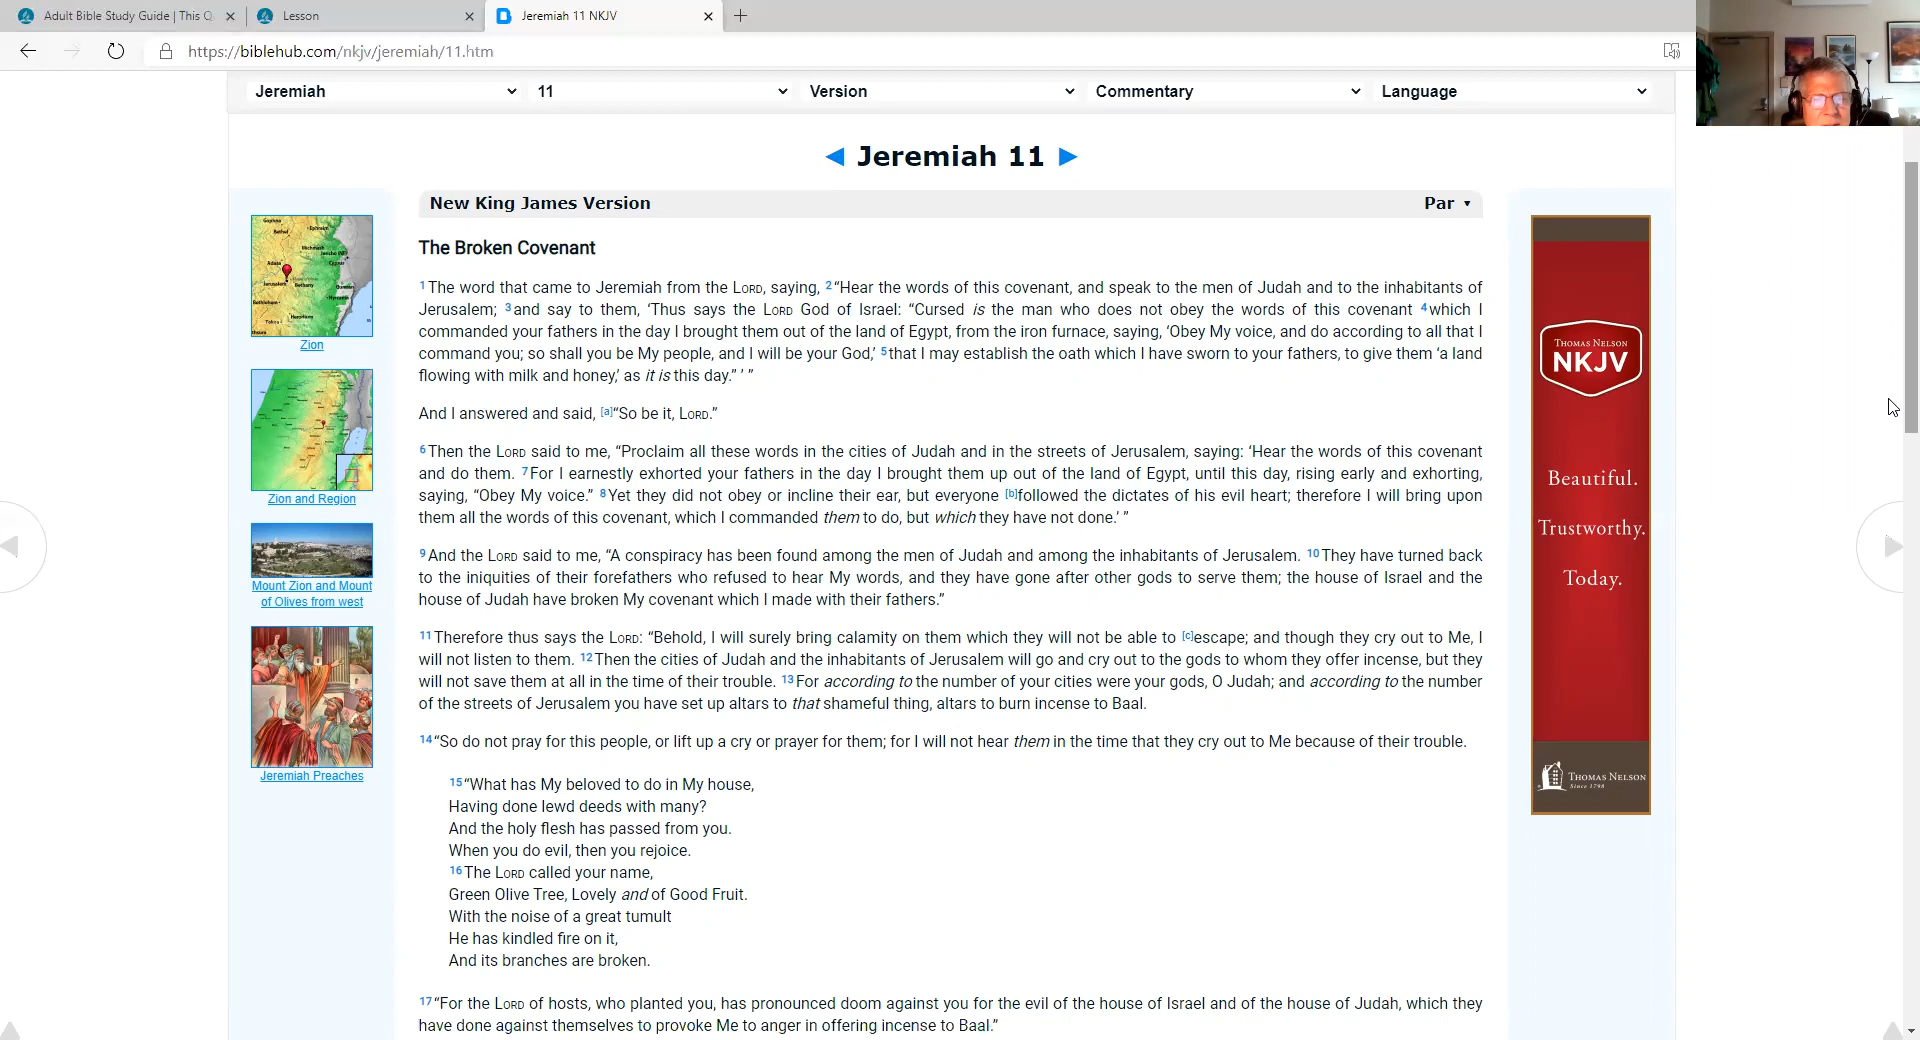 Adult Bible Study Guide | This Q
Lesson
Jeremiah 11 NKJV
https://biblehub.com/nkjv/jeremiah/11.htm
Jeremiah
11
Version
Commentary
Language
Jeremiah 11
New King James Version
Par
The Broken Covenant
1The word that came to Jeremiah from the LORD, saying, 2“Hear the words of this covenant, and speak to the men of Judah and to the inhabitants of
Jerusalem; 3and say to them, ‘Thus says the LORD God of Israel: “Cursed is the man who does not obey the words of this covenant 4which I
commanded your fathers in the day I brought them out of the land of Egypt, from the iron furnace, saying, ‘Obey My voice, and do according to all that I
command you; so shall you be My people, and I will be your God,’ 5that I may establish the oath which I have sworn to your fathers, to give them ‘a land
flowing with milk and honey,’ as it is this day.” ’ ”
And I answered and said, [a]“So be it, LORD.”
6Then the LORD said to me, “Proclaim all these words in the cities of Judah and in the streets of Jerusalem, saying: ‘Hear the words of this covenant
and do them. 7For I earnestly exhorted your fathers in the day I brought them up out of the land of Egypt, until this day, rising early and exhorting,
saying, “Obey My voice.” 8Yet they did not obey or incline their ear, but everyone [b]followed the dictates of his evil heart; therefore I will bring upon
them all the words of this covenant, which I commanded them to do, but which they have not done.’ ”
9And the LORD said to me, “A conspiracy has been found among the men of Judah and among the inhabitants of Jerusalem. 10They have turned back
to the iniquities of their forefathers who refused to hear My words, and they have gone after other gods to serve them; the house of Israel and the
house of Judah have broken My covenant which I made with their fathers.”
11Therefore thus says the LORD: “Behold, I will surely bring calamity on them which they will not be able to [c]escape; and though they cry out to Me, I
will not listen to them. 12Then the cities of Judah and the inhabitants of Jerusalem will go and cry out to the gods to whom they offer incense, but they
will not save them at all in the time of their trouble. 13For according to the number of your cities were your gods, O Judah; and according to the number
of the streets of Jerusalem you have set up altars to that shameful thing, altars to burn incense to Baal.
14“So do not pray for this people, or lift up a cry or prayer for them; for I will not hear them in the time that they cry out to Me because of their trouble.
15“What has My beloved to do in My house,
Having done lewd deeds with many?
And the holy flesh has passed from you.
When you do evil, then you rejoice.
16The LORD called your name,
Green Olive Tree, Lovely and of Good Fruit.
With the noise of a great tumult
He has kindled fire on it,
And its branches are broken.
17“For the LORD of hosts, who planted you, has pronounced doom against you for the evil of the house of Israel and of the house of Judah, which they
have done against themselves to provoke Me to anger in offering incense to Baal.”
Zion
Zion and Region
Mount Zion and Mount
of Olives from west
Jeremiah Preaches
THOMAS NELSON
NKJV
Beautiful.
Trustworthy.
Today.
THOMAS NELSON
Since 1798